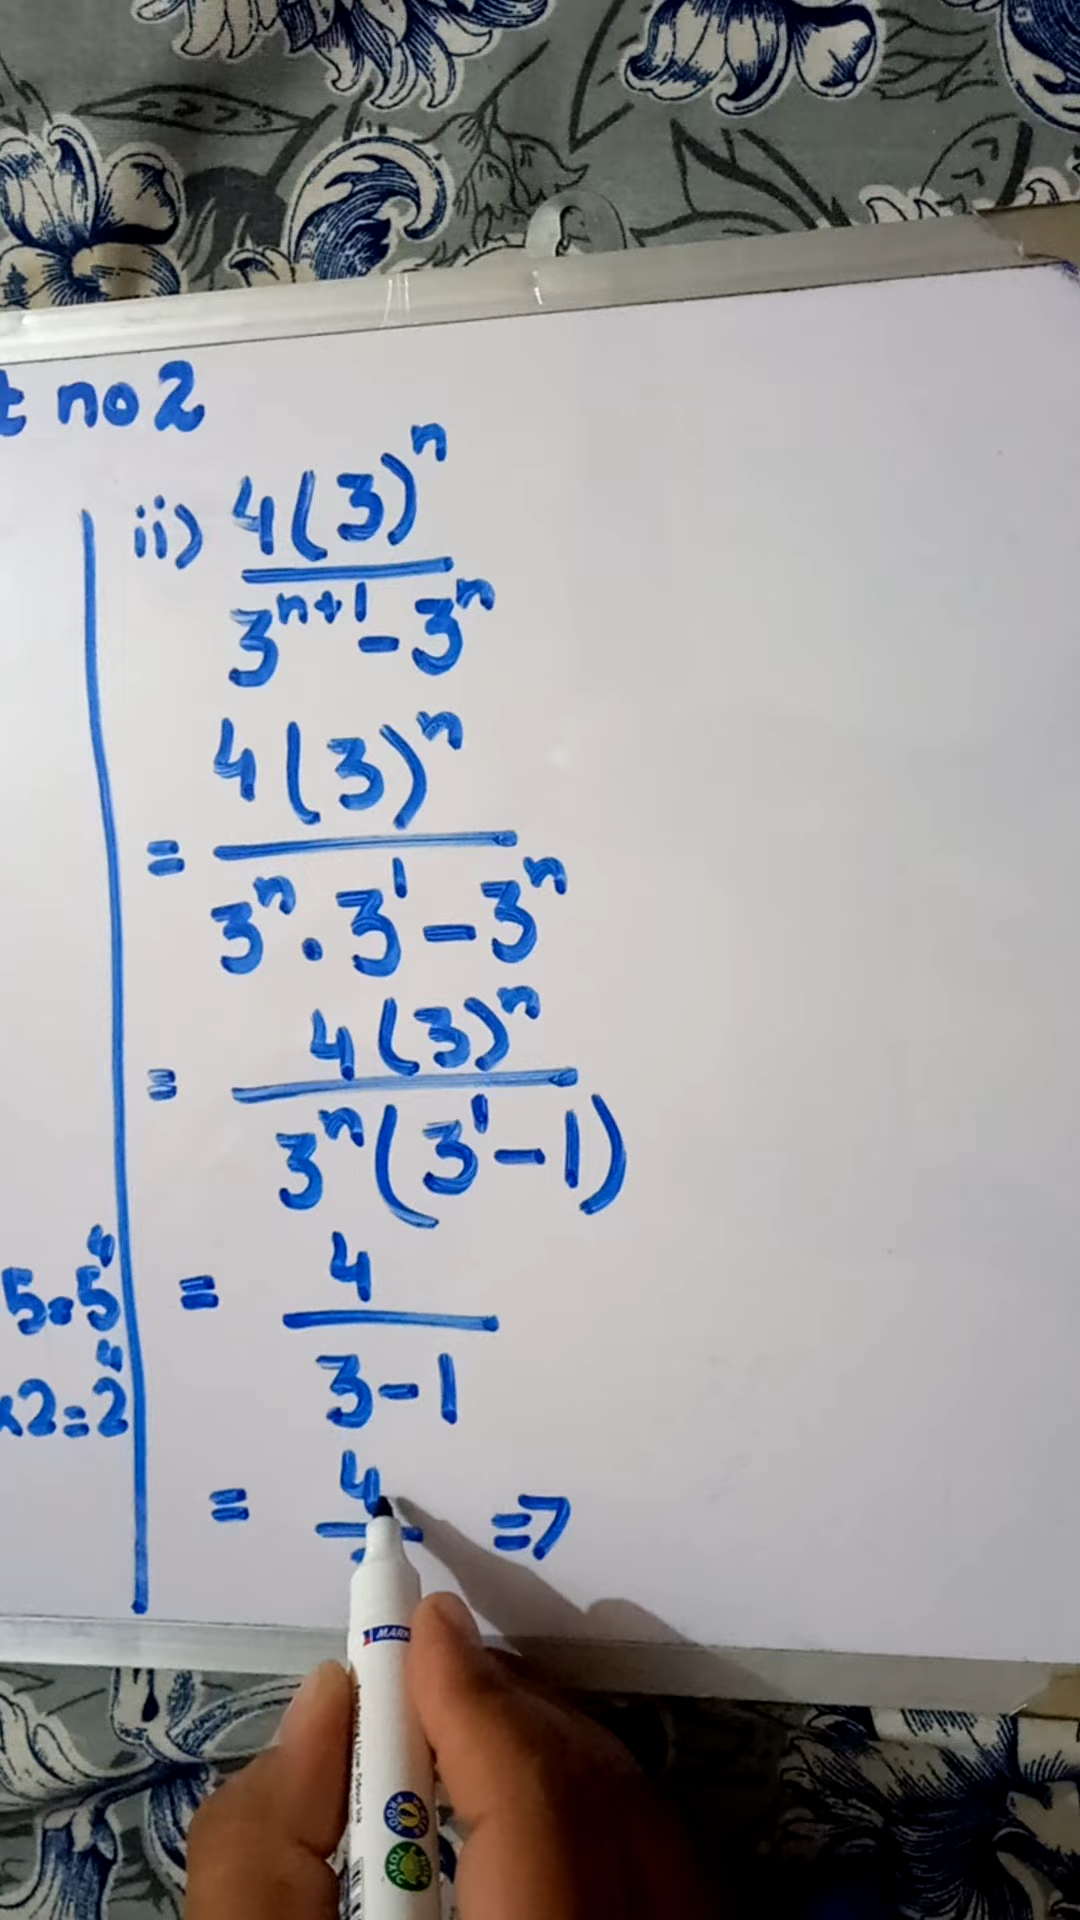 t no 2
ii) 4(3)^n
3^{n+1} - 3^n
4(3)^n
=
3^n . 3^1 - 3^n
4(3)^n
=
3^n (3^1 - 1)
5=5^4
= 4
3-1
x2=2^4
= 4 =>
MARK